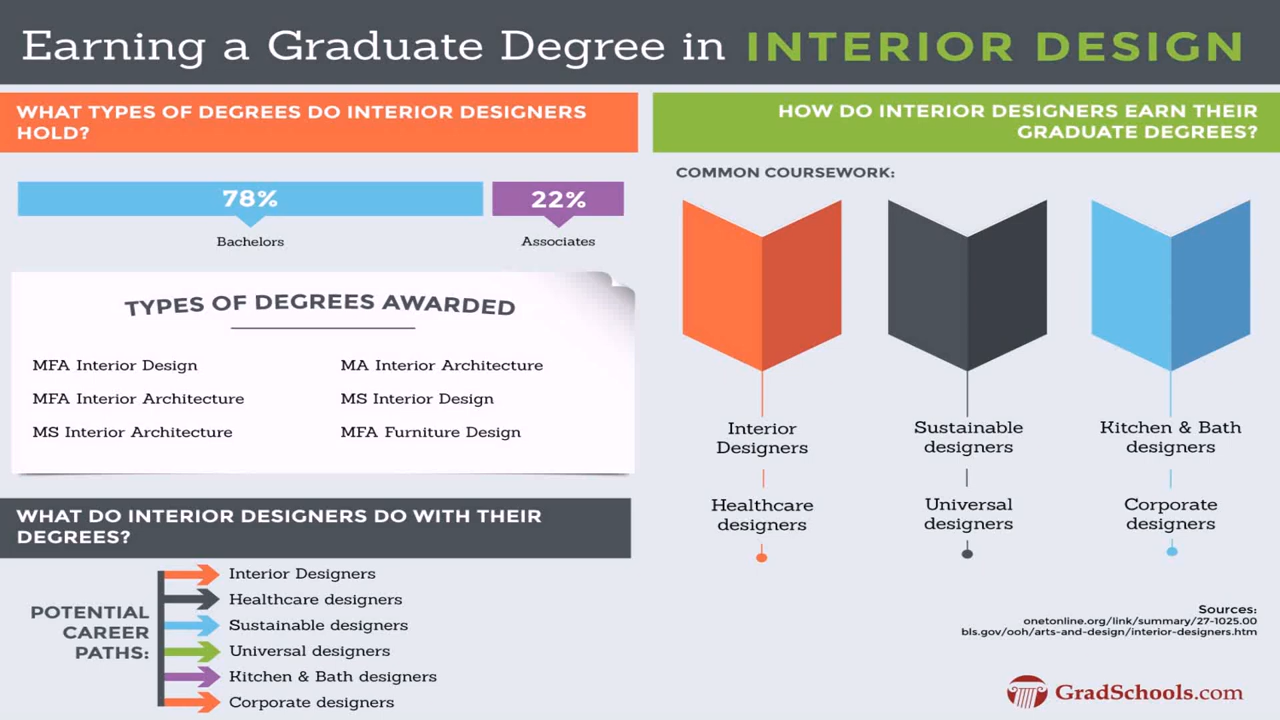 Earning a Graduate Degree in INTERIOR DESIGN
WHAT TYPES OF DEGREES DO INTERIOR DESIGNERS
HOLD?
78%
22%
Bachelors
Associates
TYPES OF DEGREES AWARDED
MFA Interior Design
MA Interior Architecture
MFA Interior Architecture
MS Interior Design
MS Interior Architecture
MFA Furniture Design
WHAT DO INTERIOR DESIGNERS DO WITH THEIR
DEGREES?
POTENTIAL
CAREER
PATHS:
Interior Designers
Healthcare designers
Sustainable designers
Universal designers
Kitchen & Bath designers
Corporate designers
HOW DO INTERIOR DESIGNERS EARN THEIR
GRADUATE DEGREES?
COMMON COURSEWORK:
Interior
Designers
Healthcare
designers
Sustainable
designers
Universal
designers
Kitchen & Bath
designers
Corporate
designers
Sources:
onetonline.org/link/summary/27-1025.00
bls.gov/ooh/arts-and-design/interior-designers.htm
GradSchools.com